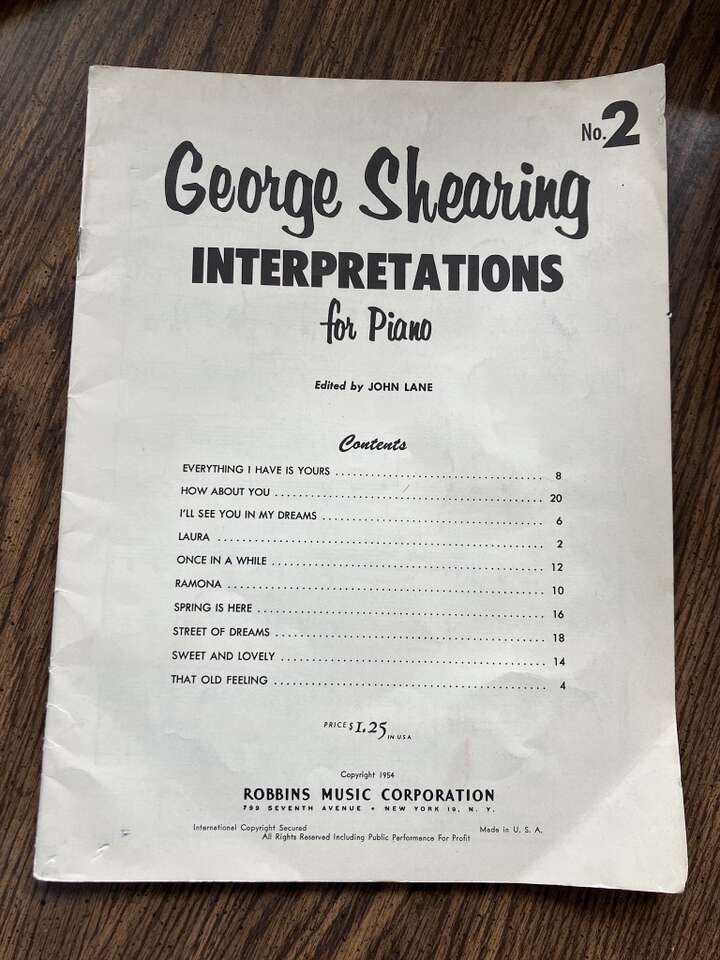 No. 2
George Shearing
INTERPRETATIONS
for Piano
Edited by JOHN LANE
Contents
EVERYTHING I HAVE IS YOURS ........................................ 8
HOW ABOUT YOU ........................................ 20
I'LL SEE YOU IN MY DREAMS ........................................ 6
LAURA ........................................ 2
ONCE IN A WHILE ........................................ 12
RAMONA ........................................ 10
SPRING IS HERE ........................................ 16
STREET OF DREAMS ........................................ 18
SWEET AND LOVELY ........................................ 14
THAT OLD FEELING ........................................ 4
PRICE $1.25 IN U.S.A
Copyright 1954
ROBBINS MUSIC CORPORATION
799 SEVENTH AVENUE • NEW YORK 19, N. Y.
International Copyright Secured Made in U. S. A.
All Rights Reserved Including Public Performance For Profit